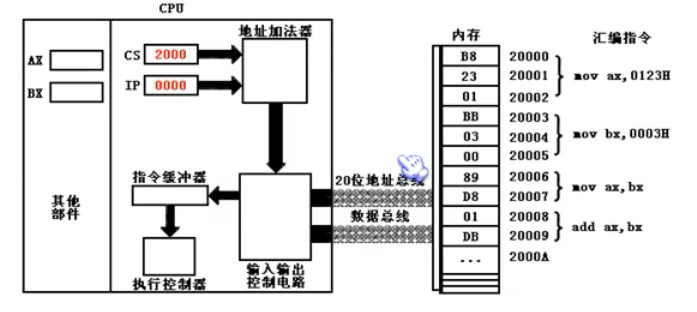 CPU
地址加法器
CS 2000
IP 0000
AX
BX
其他
部件
指令缓冲器
执行控制器
输入输出
控制电路
20位地址总线
数据总线
内存
汇编指令
B8 20000
23 20001 mov ax,0123H
01 20002
BB 20003
03 20004 mov bx,0003H
00 20005
89 20006
D8 20007 mov ax,bx
01 20008
DB 20009 add ax,bx
... 2000A